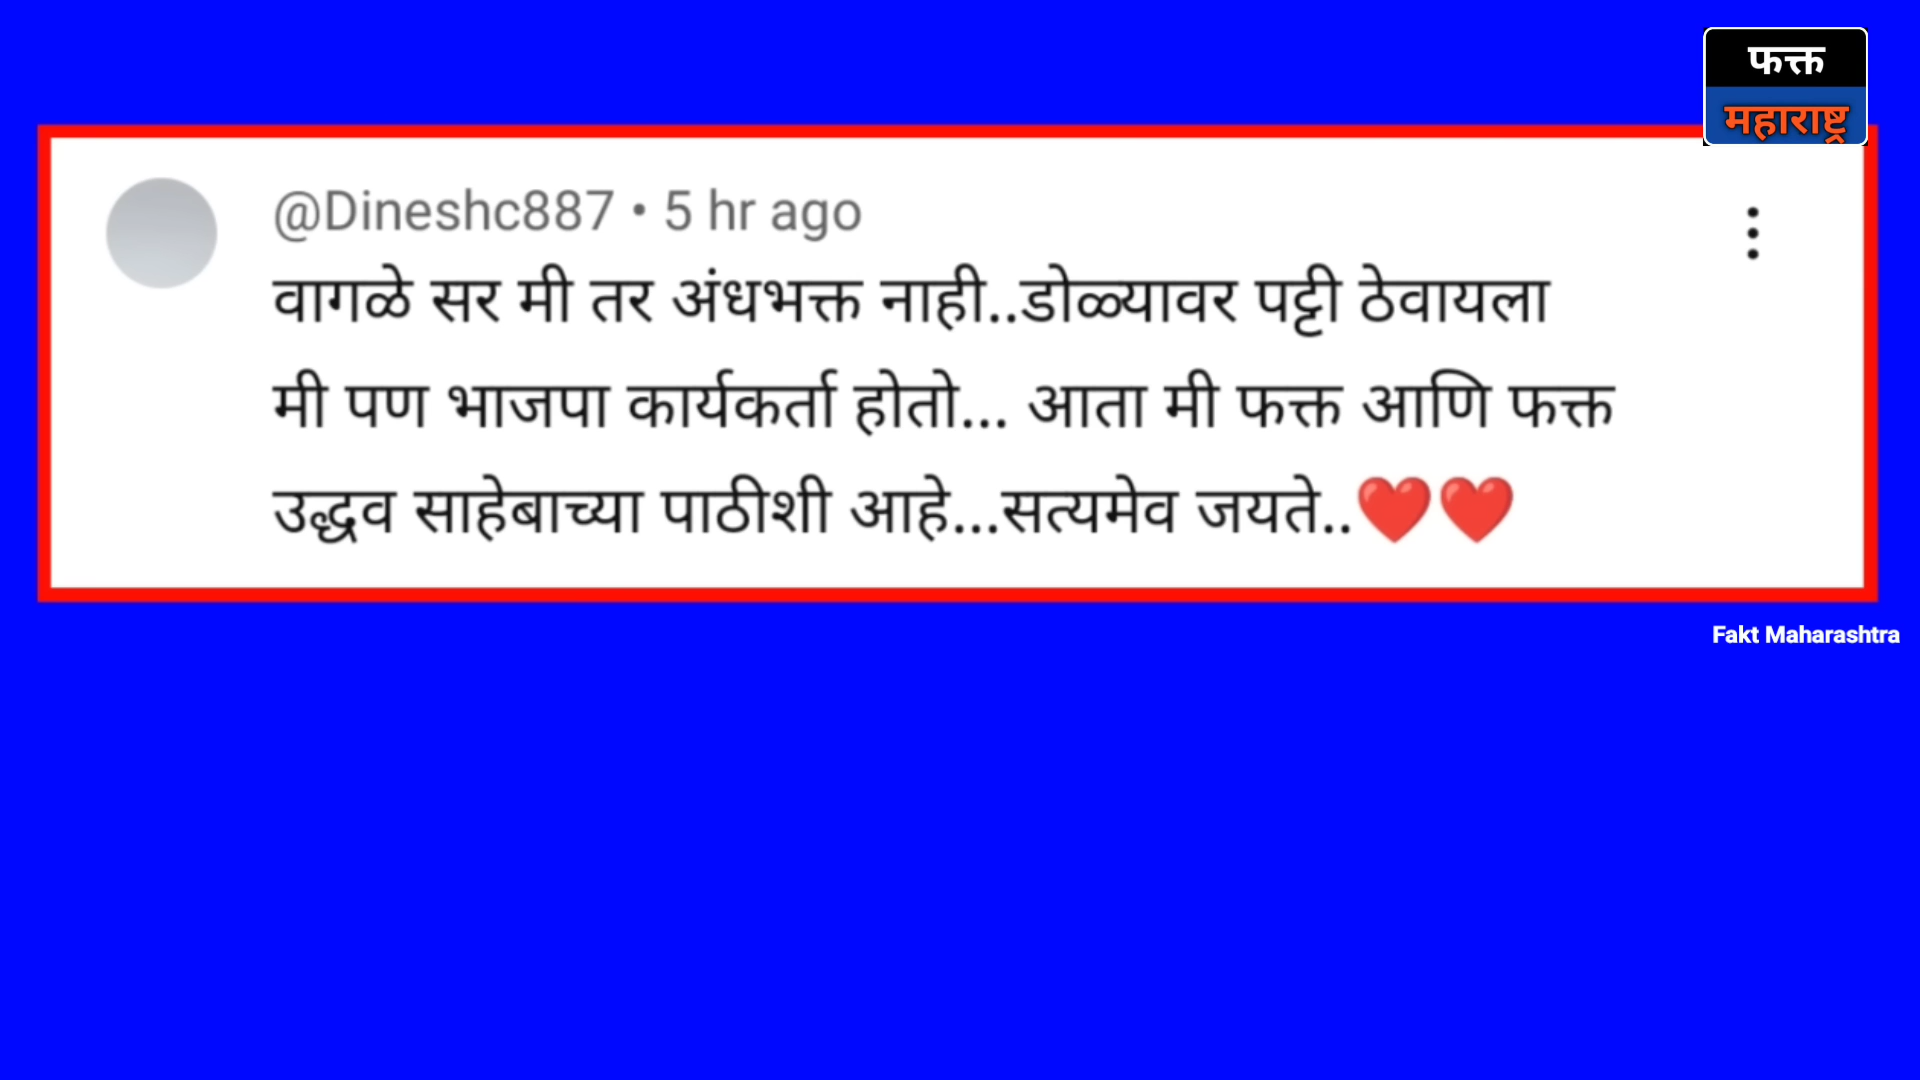 फक्त
महाराष्ट्र
@Dineshc887 • 5 hr ago
वागळे सर मी तर अंधभक्त नाही..डोळ्यावर पट्टी ठेवायला
मी पण भाजपा कार्यकर्ता होतो... आता मी फक्त आणि फक्त
उद्धव साहेबाच्या पाठीशी आहे...सत्यमेव जयते..❤️❤️
Fakt Maharashtra